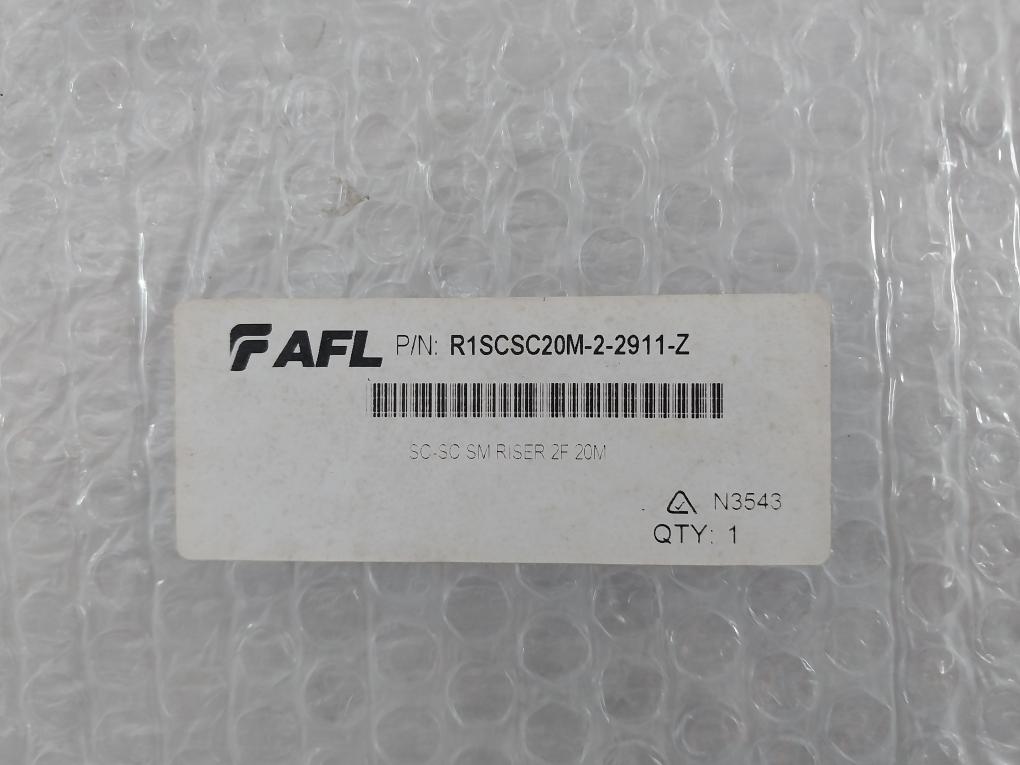 AFL P/N: R1SCSC20M-2-2911-Z
SC-SC SM RISER 2F 20M
N3543
QTY: 1